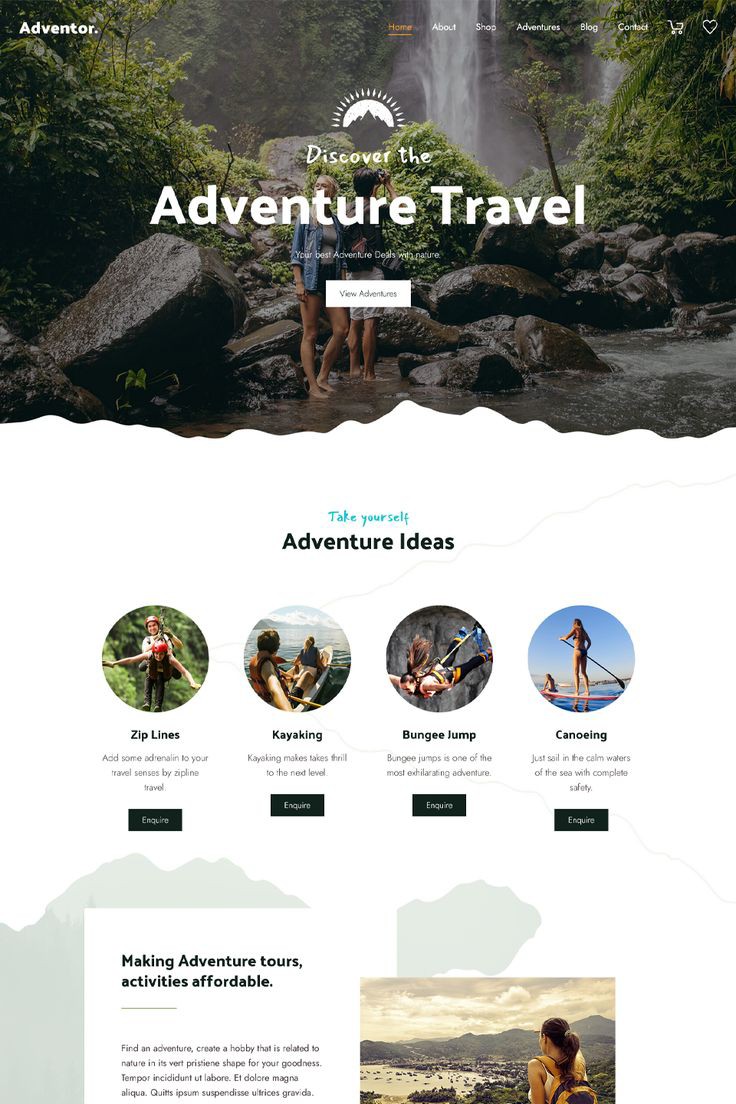 Adventor.
Home About Shop Adventures Blog Contact
Discover the
Adventure Travel
Your best Adventure Deals with nature.
View Adventures
Take yourself
Adventure Ideas
Zip Lines
Add some adrenalin to your
travel senses by zipline
travel.
Enquire
Kayaking
Kayaking makes takes thrill
to the next level.
Enquire
Bungee Jump
Bungee jumps is one of the
most exhilarating adventure.
Enquire
Canoeing
Just sail in the calm waters
of the sea with complete
safety.
Enquire
Making Adventure tours,
activities affordable.
Find an adventure, create a hobby that is related to
nature in its vert pristiene shape for your goodness.
Tempor incididunt ut labore. Et dolore magna
aliqua. Quitts ipsum suspendisse ultrices gravida.